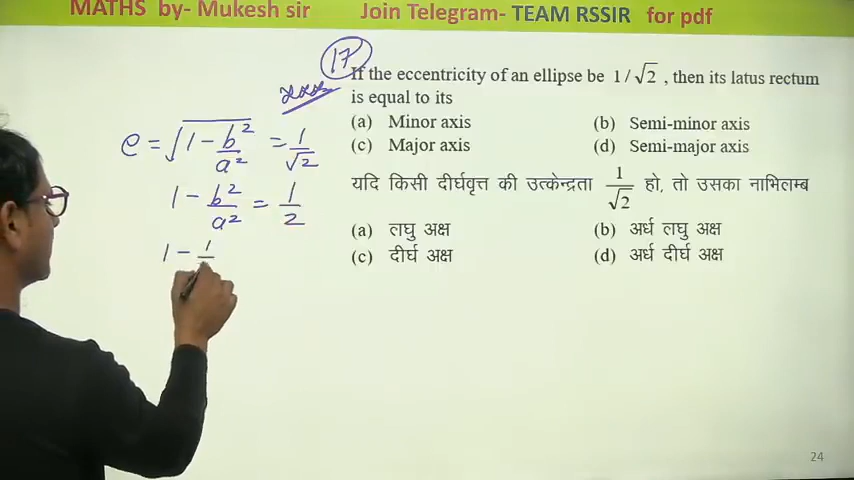 MATHS by- Mukesh sir Join Telegram- TEAM RSSIR for pdf
17
If the eccentricity of an ellipse be 1/√2 , then its latus rectum
is equal to its
(a) Minor axis (b) Semi-minor axis
(c) Major axis (d) Semi-major axis
यदि किसी दीर्घवृत्त की उत्केन्द्रता 1/√2 हो, तो उसका नाभिलम्ब
(a) लघु अक्ष (b) अर्ध लघु अक्ष
(c) दीर्घ अक्ष (d) अर्ध दीर्घ अक्ष
e = √(1 - b²/a²) = 1/√2
1 - b²/a² = 1/2
1 - 1
24